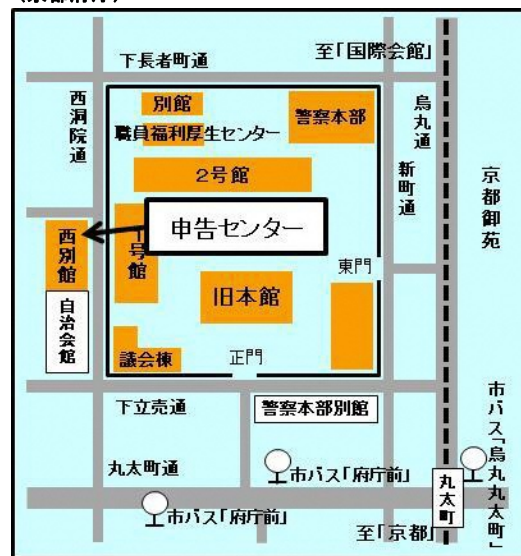 下長者町通
至「国際会館」
西洞院通
別館
職員福利厚生センター
警察本部
烏丸通
新町通
京都御苑
2号館
申告センター
西別館
号館
東門
旧本館
自治会館
議会棟
正門
下立売通
警察本部別館
市バス「烏丸丸太町」
丸太町通
市バス「府庁前」
丸太町
市バス「府庁前」
至「京都」